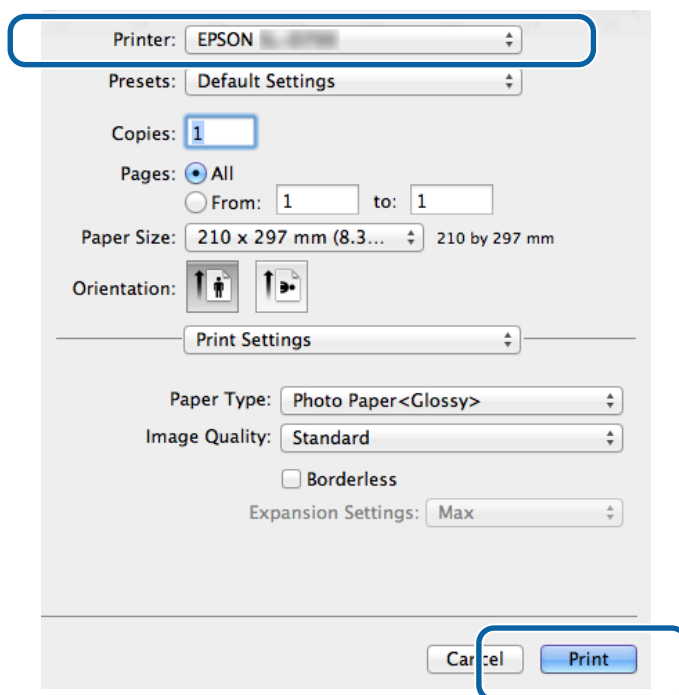 Printer: EPSON
Presets: Default Settings
Copies: 1
Pages: All
From: 1 to: 1
Paper Size: 210 x 297 mm (8.3... 210 by 297 mm
Orientation:
Print Settings
Paper Type: Photo Paper<Glossy>
Image Quality: Standard
Borderless
Expansion Settings: Max
Cancel Print